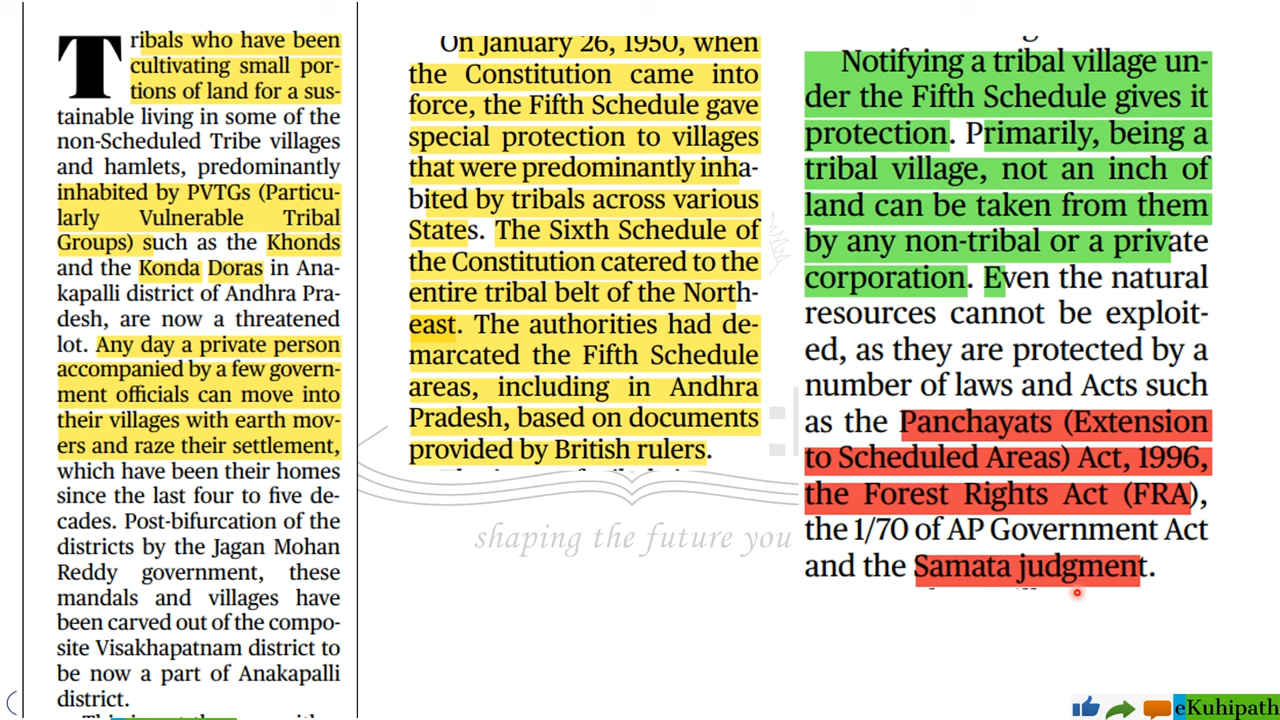 Tribals who have been
cultivating small por-
tions of land for a sus-
tainable living in some of the
non-Scheduled Tribe villages
and hamlets, predominantly
inhabited by PVTGs (Particu-
larly Vulnerable Tribal
Groups) such as the Khonds
and the Konda Doras in Ana-
kapalli district of Andhra Pra-
desh, are now a threatened
lot. Any day a private person
accompanied by a few govern-
ment officials can move into
their villages with earth mov-
ers and raze their settlement,
which have been their homes
since the last four to five de-
cades. Post-bifurcation of the
districts by the Jagan Mohan
Reddy government, these
mandals and villages have
been carved out of the compo-
site Visakhapatnam district to
be now a part of Anakapalli
district.
On January 26, 1950, when
the Constitution came into
force, the Fifth Schedule gave
special protection to villages
that were predominantly inha-
bited by tribals across various
States. The Sixth Schedule of
the Constitution catered to the
entire tribal belt of the North-
east. The authorities had de-
marcated the Fifth Schedule
areas, including in Andhra
Pradesh, based on documents
provided by British rulers.
shaping the future you
Notifying a tribal village un-
der the Fifth Schedule gives it
protection. Primarily, being a
tribal village, not an inch of
land can be taken from them
by any non-tribal or a private
corporation. Even the natural
resources cannot be exploit-
ed, as they are protected by a
number of laws and Acts such
as the Panchayats (Extension
to Scheduled Areas) Act, 1996,
the Forest Rights Act (FRA),
the 1/70 of AP Government Act
and the Samata judgment.
eKuhipath